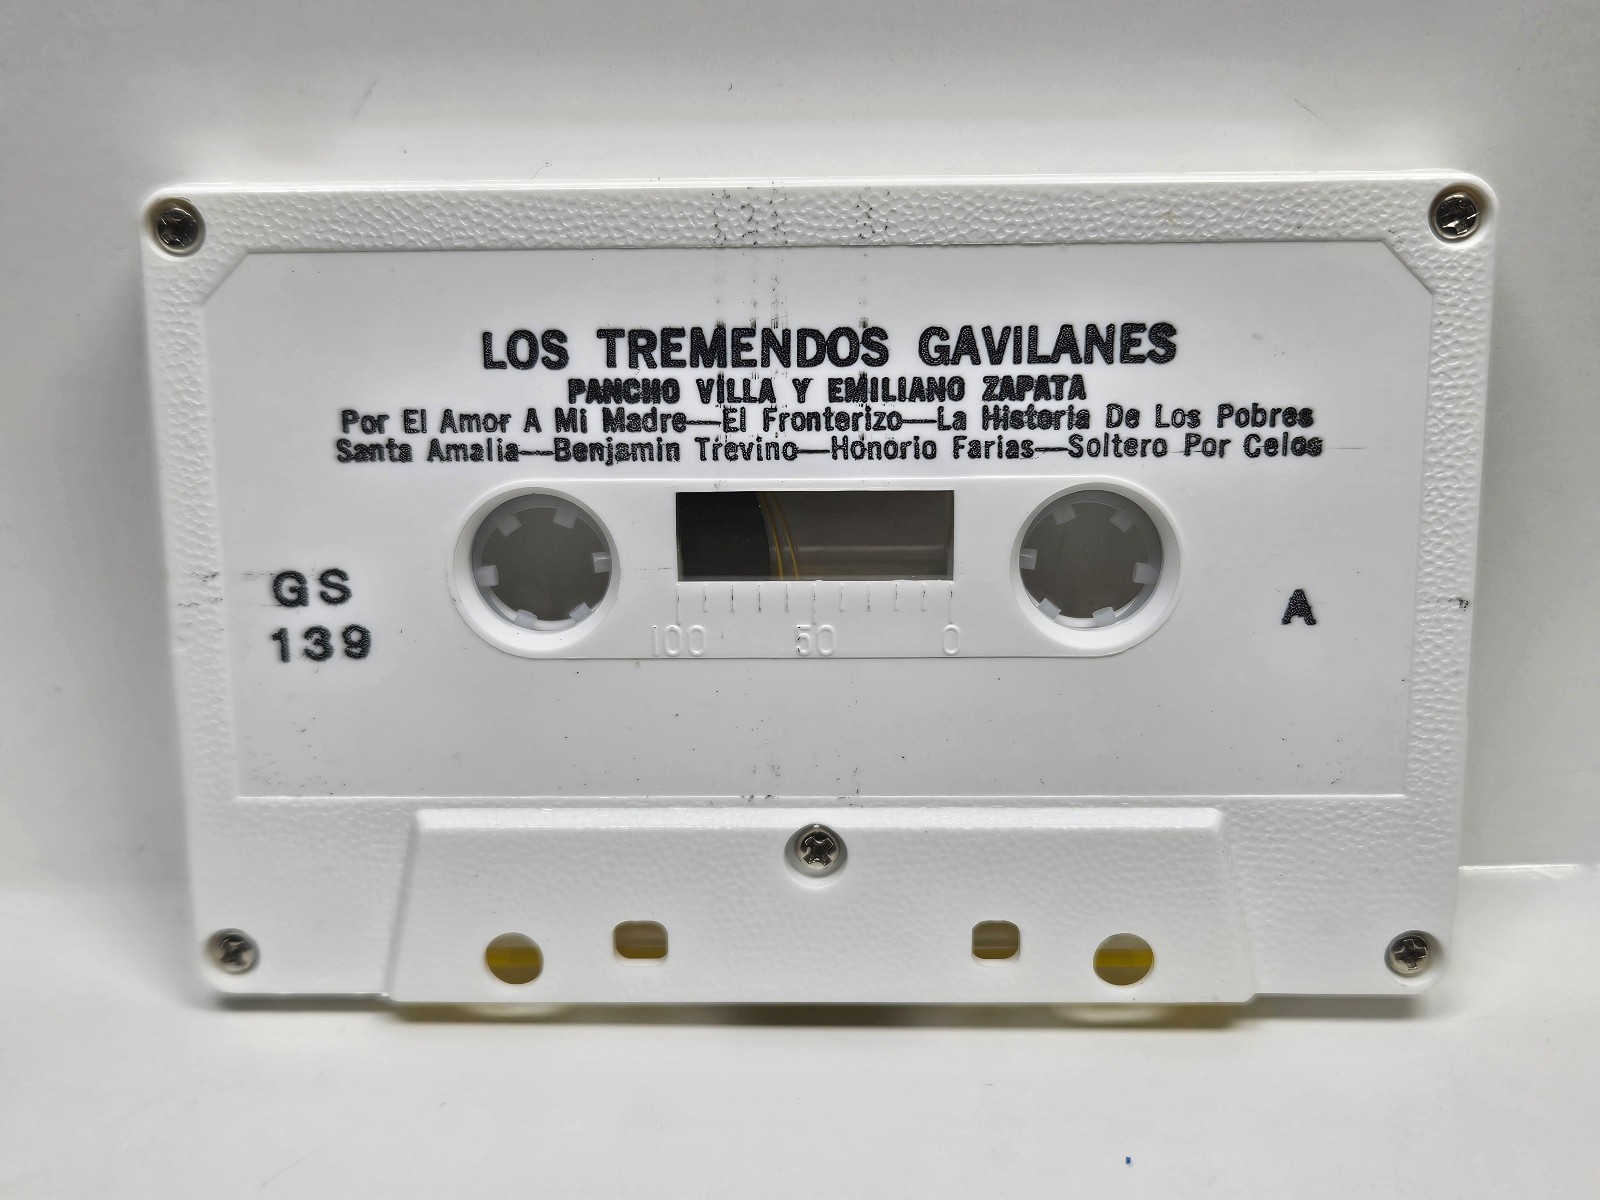 LOS TREMENDOS GAVILANES
PANCHO VILLA Y EMILIANO ZAPATA
Por El Amor A Mi Madre—El Fronterizo—La Historia De Los Pobres
Santa Amalia—Benjamin Trevino—Honorio Farias—Soltero Por Celos
GS
139
A
100 50 0